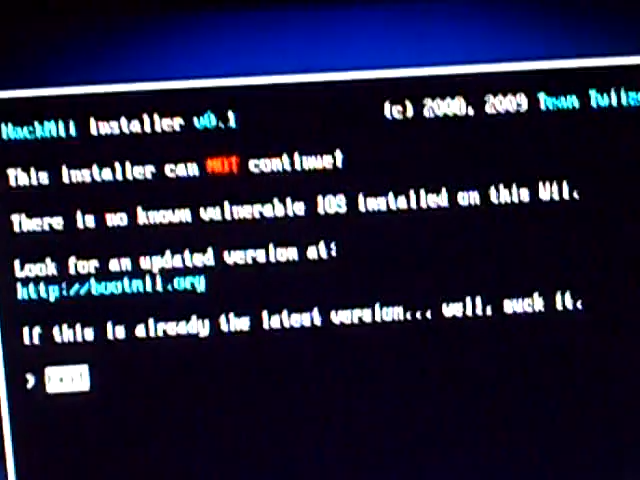 HackMii Installer v0.1 (c) 2008, 2009 Team Twiize
This installer can NOT continue!
There is no known vulnerable IOS installed on this Wii.
Look for an updated version at:
http://bootmii.org
If this is already the latest version... well, suck it.
>